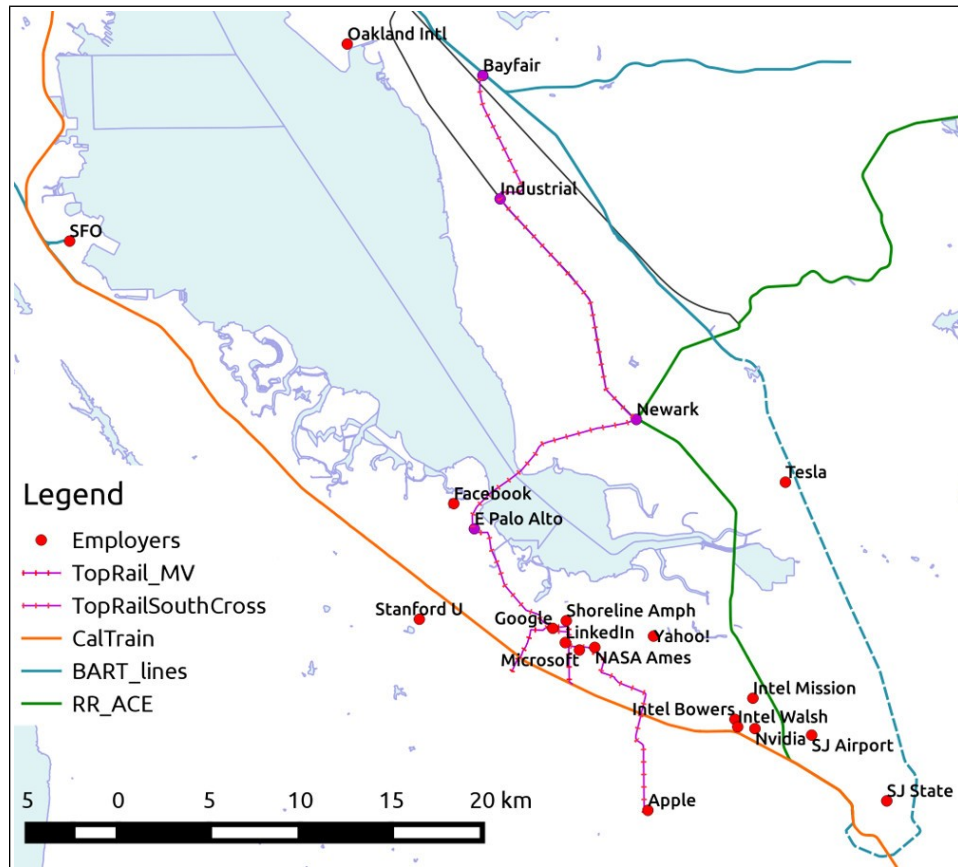 Oakland Intl
Bayfair
Industrial
SFO
Newark
Tesla
Legend
Facebook
E Palo Alto
Employers
TopRail_MV
TopRailSouthCross
CalTrain
BART_lines
RR_ACE
Stanford U
Shoreline Amph
Google
LinkedIn
Yahoo!
Microsoft
NASA Ames
Intel Mission
Intel Bowers
Intel Walsh
Nvidia
SJ Airport
SJ State
Apple
5 0 5 10 20 km